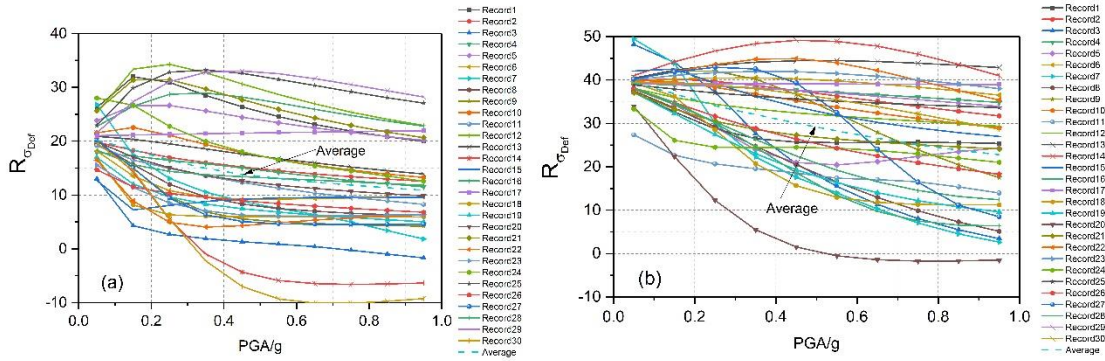 40
30
20
10
0
-10
R_σDef
0.0 0.2 0.4 0.6 0.8 1.0
PGA/g
Average
(a)
Record1
Record2
Record3
Record4
Record5
Record6
Record7
Record8
Record9
Record10
Record11
Record12
Record13
Record14
Record15
Record16
Record17
Record18
Record19
Record20
Record21
Record22
Record23
Record24
Record25
Record26
Record27
Record28
Record29
Record30
Average
50
40
30
20
10
0
-10
R_σDef
0.0 0.2 0.4 0.6 0.8 1.0
PGA/g
Average
(b)
Record1
Record2
Record3
Record4
Record5
Record6
Record7
Record8
Record9
Record10
Record11
Record12
Record13
Record14
Record15
Record16
Record17
Record18
Record19
Record20
Record21
Record22
Record23
Record24
Record25
Record26
Record27
Record28
Record29
Record30
Average